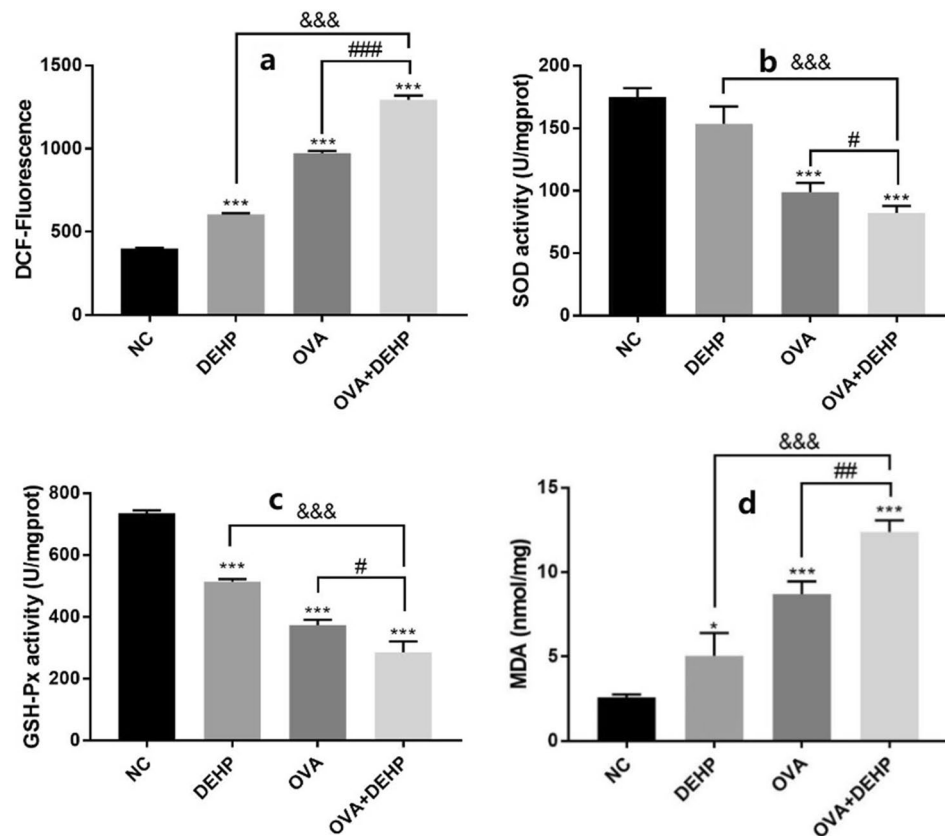 &&&
a
###
1500
1000
500
0
DCF-Fluorescence
***
***
***
NC
DEHP
OVA
OVA+DEHP
b
&&&
#
200
150
100
50
0
SOD activity (U/mgprot)
***
***
NC
DEHP
OVA
OVA+DEHP
c
&&&
#
800
600
400
200
0
GSH-Px activity (U/mgprot)
***
***
***
NC
DEHP
OVA
OVA+DEHP
&&&
d
##
15
10
5
0
MDA (nmol/mg)
*
***
***
NC
DEHP
OVA
OVA+DEHP